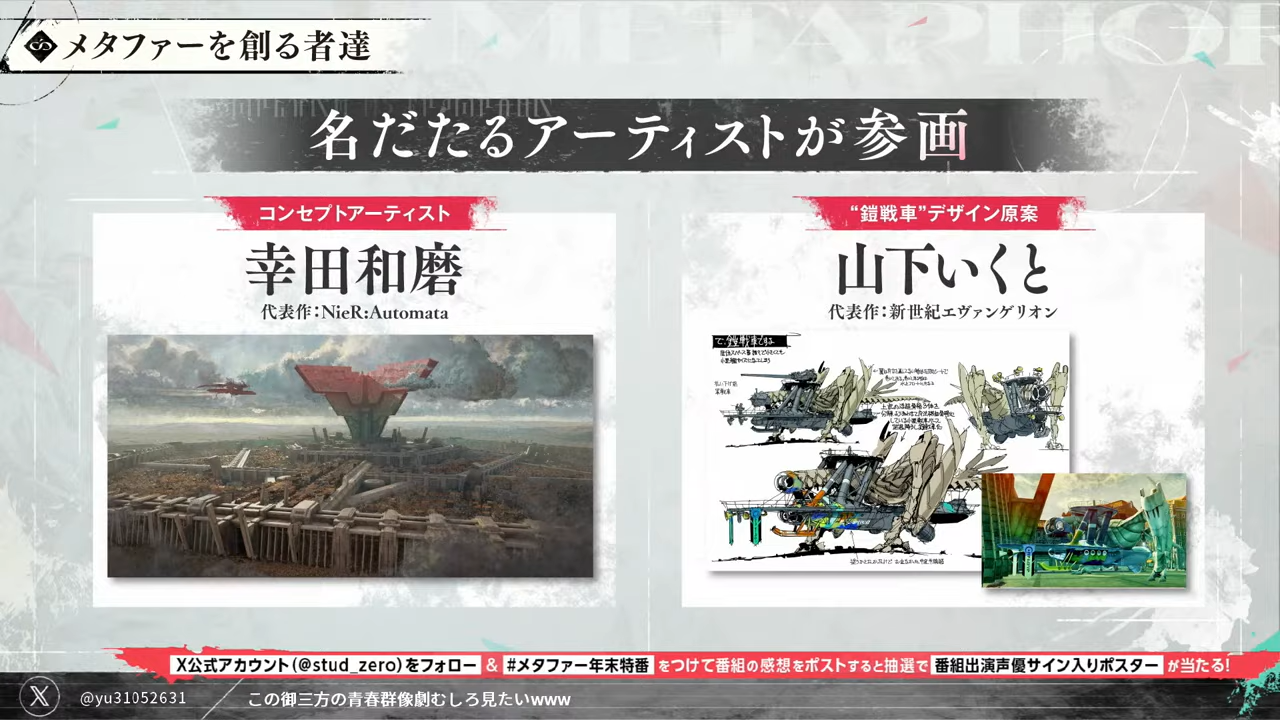 メタファーを創る者達
METAPHOR
名だたるアーティストが参画
コンセプトアーティスト
幸田和磨
代表作:NieR:Automata
“鎧戦車”デザイン原案
山下いくと
代表作:新世紀エヴァンゲリオン
で、鎧戦車では
X公式アカウント(@stud_zero)をフォロー & #メタファー年末特番 をつけて番組の感想をポストすると抽選で 番組出演声優サイン入りポスター が当たる!
@yu31052631 この御三方の青春群像劇むしろ見たいwww